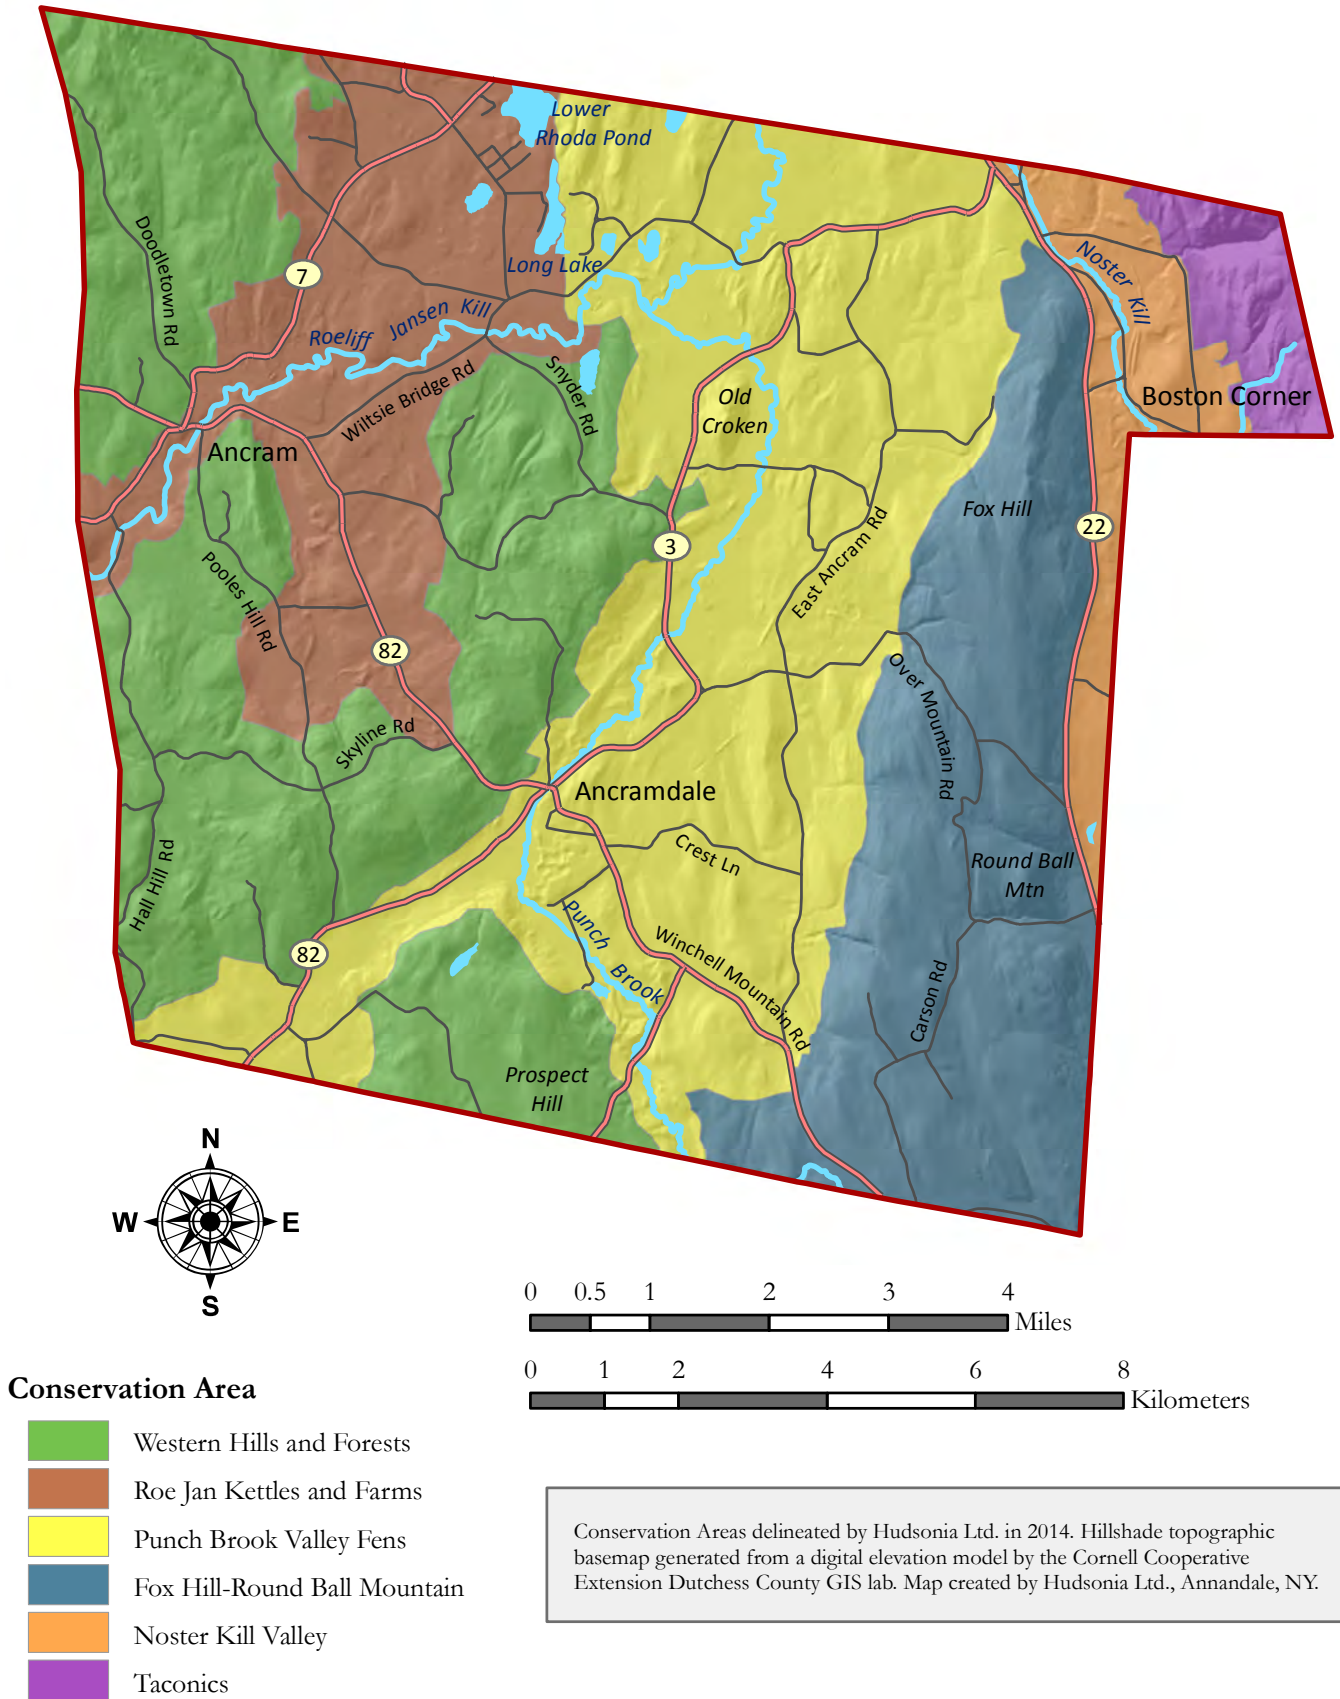 Lower
Rhoda Pond
Doodletown Rd
7
Long Lake
Noster Kill
Roeliff Jansen Kill
Snyder Rd
Wiltsie Bridge Rd
Old
Croken
Boston Corner
Ancram
Fox Hill
22
3
East Ancram Rd
Pooles Hill Rd
82
Over Mountain Rd
Skyline Rd
Ancramdale
Crest Ln
Round Ball
Mtn
Hall Hill Rd
Punch Brook
Winchell Mountain Rd
82
Carson Rd
Prospect
Hill
N
W
E
S
0 0.5 1 2 3 4
Miles
0 1 2 4 6 8
Kilometers
Conservation Area
Western Hills and Forests
Roe Jan Kettles and Farms
Punch Brook Valley Fens
Fox Hill-Round Ball Mountain
Noster Kill Valley
Taconics
Conservation Areas delineated by Hudsonia Ltd. in 2014. Hillshade topographic
basemap generated from a digital elevation model by the Cornell Cooperative
Extension Dutchess County GIS lab. Map created by Hudsonia Ltd., Annandale, NY.